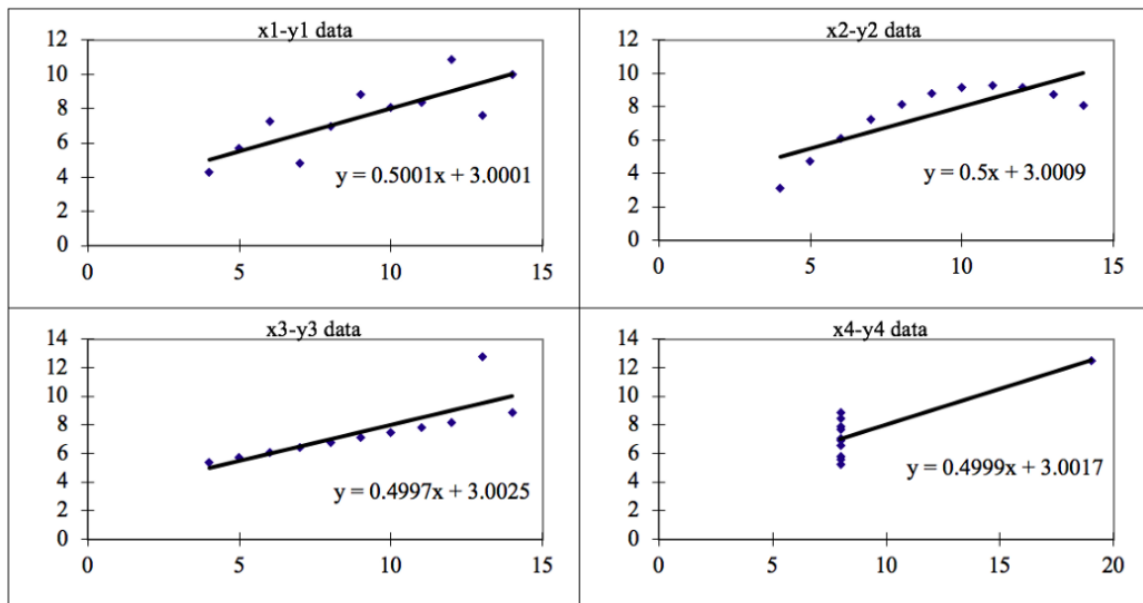 x1-y1 data
12
10
8
6
4
2
0
0 5 10 15
y = 0.5001x + 3.0001
x2-y2 data
12
10
8
6
4
2
0
0 5 10 15
y = 0.5x + 3.0009
x3-y3 data
14
12
10
8
6
4
2
0
0 5 10 15
y = 0.4997x + 3.0025
x4-y4 data
14
12
10
8
6
4
2
0
0 5 10 15 20
y = 0.4999x + 3.0017